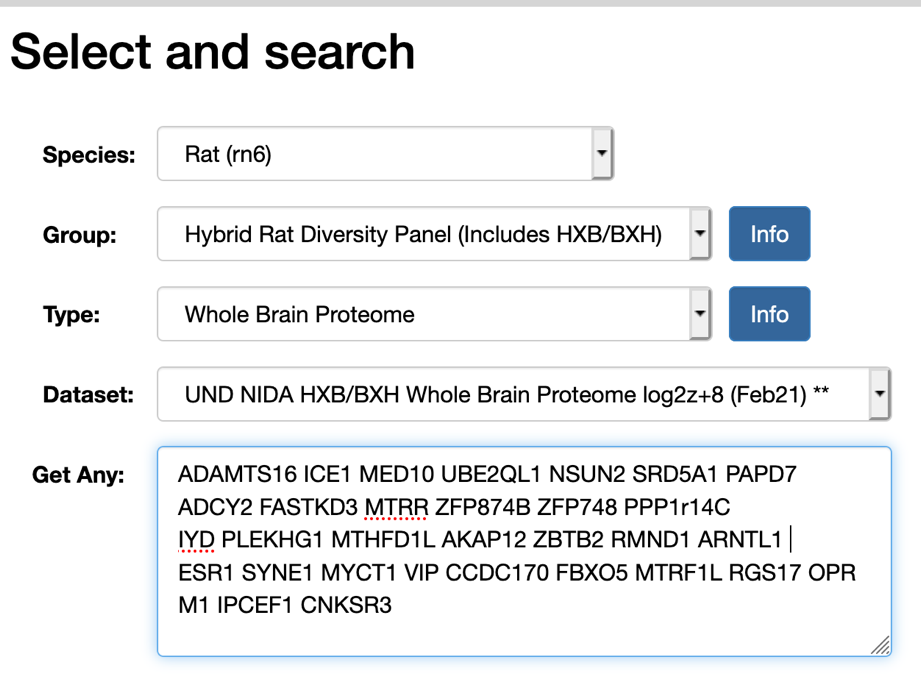 Select and search
Species: Rat (rn6)
Group: Hybrid Rat Diversity Panel (Includes HXB/BXH) Info
Type: Whole Brain Proteome Info
Dataset: UND NIDA HXB/BXH Whole Brain Proteome log2z+8 (Feb21) **
Get Any: ADAMTS16 ICE1 MED10 UBE2QL1 NSUN2 SRD5A1 PAPD7
ADCY2 FASTKD3 MTRR ZFP874B ZFP748 PPP1r14C
IYD PLEKHG1 MTHFD1L AKAP12 ZBTB2 RMND1 ARNTL1
ESR1 SYNE1 MYCT1 VIP CCDC170 FBXO5 MTRF1L RGS17 OPR
M1 IPCEF1 CNKSR3